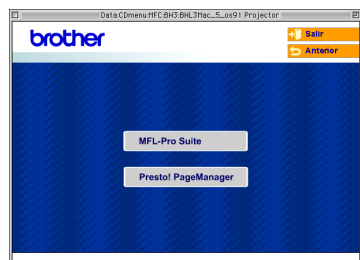 Data:CDmenu:MFC:BH3:BHL3Mac_5_os91 Projector
brother
Salir
Anterior
MFL-Pro Suite
Presto! PageManager